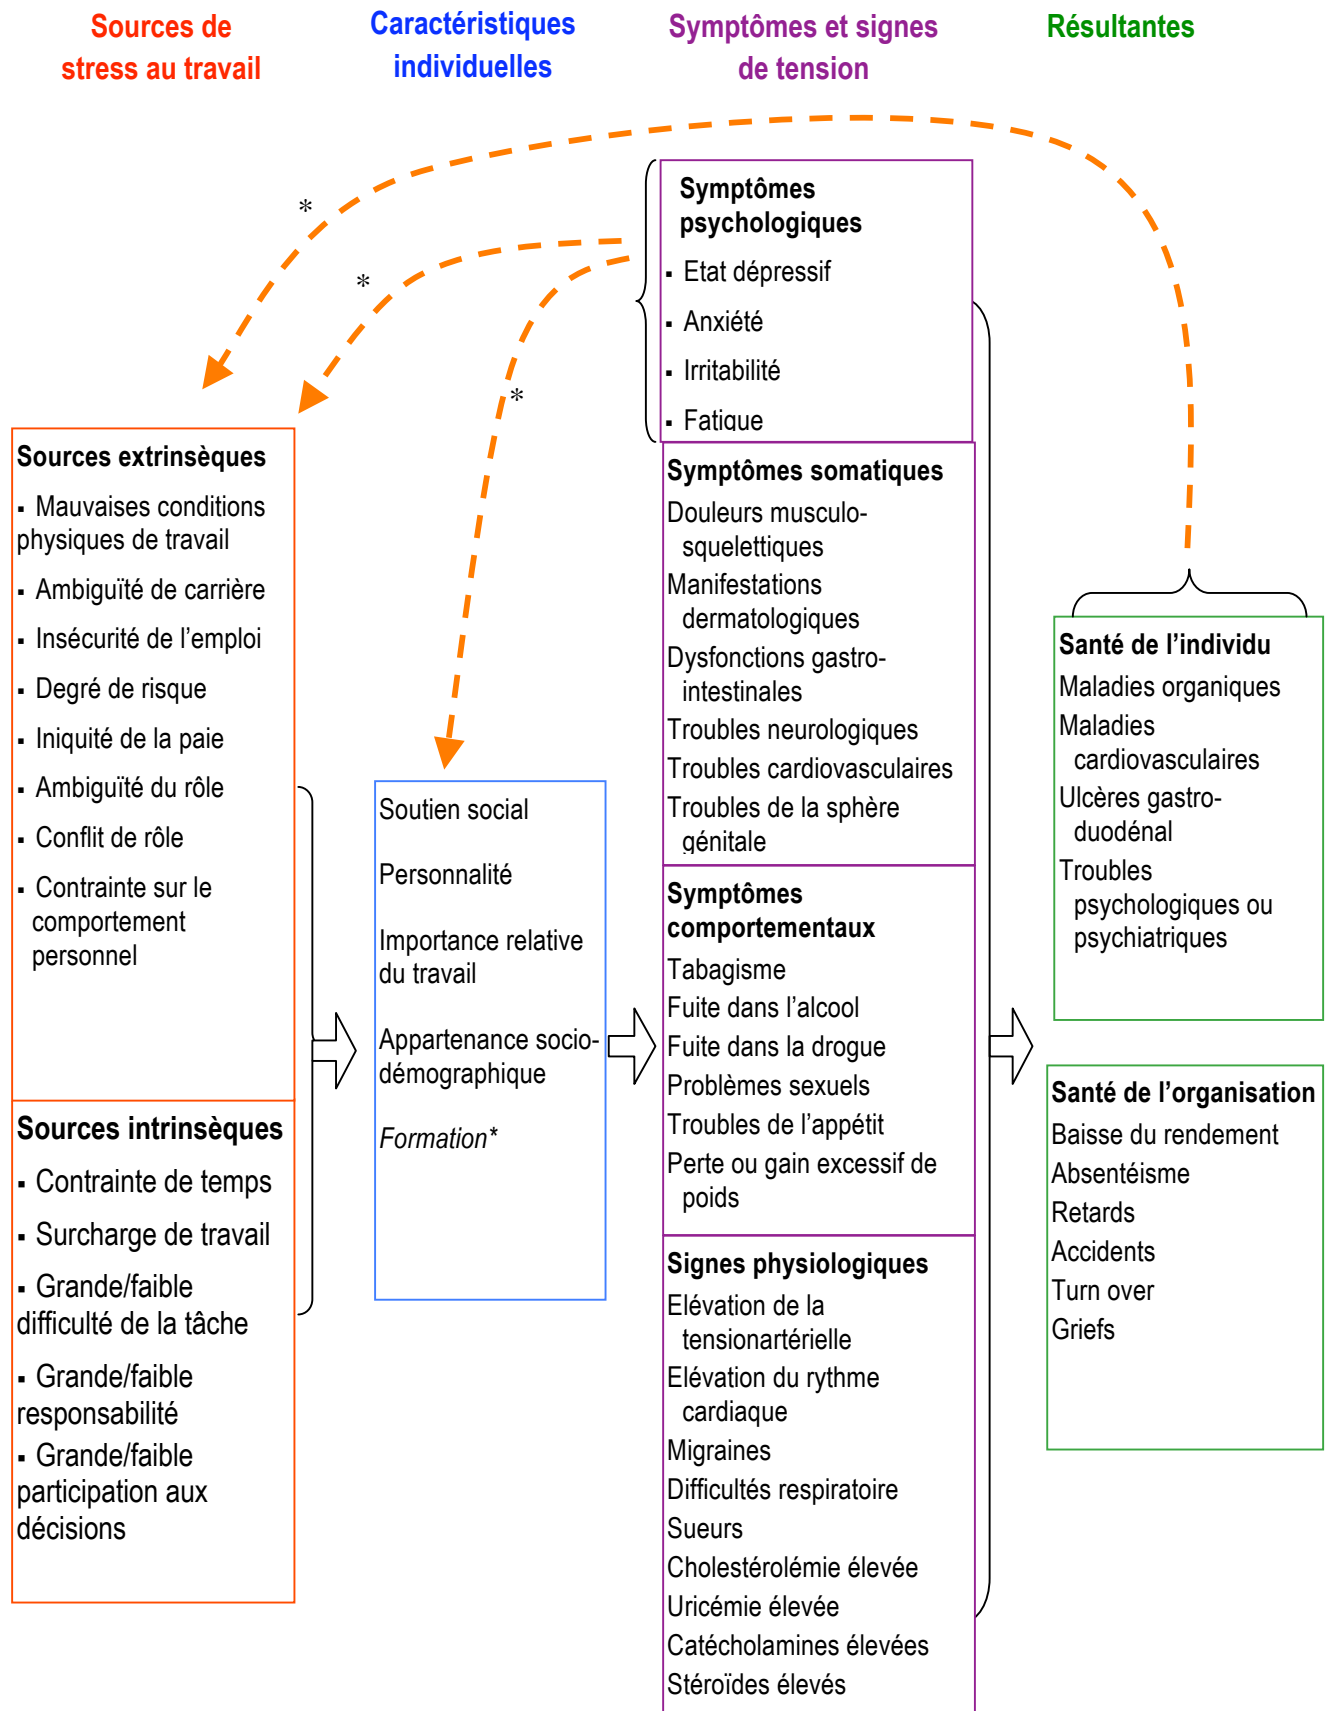 Sources de
stress au travail
Caractéristiques
individuelles
Symptômes et signes
de tension
Résultantes
*
*
*
Sources extrinsèques
▪ Mauvaises conditions
physiques de travail
▪ Ambiguïté de carrière
▪ Insécurité de l’emploi
▪ Degré de risque
▪ Iniquité de la paie
▪ Ambiguïté du rôle
▪ Conflit de rôle
▪ Contrainte sur le
comportement
personnel
Sources intrinsèques
▪ Contrainte de temps
▪ Surcharge de travail
▪ Grande/faible
difficulté de la tâche
▪ Grande/faible
responsabilité
▪ Grande/faible
participation aux
décisions
Soutien social
Personnalité
Importance relative
du travail
Appartenance socio-
démographique
Formation*
Symptômes
psychologiques
▪ Etat dépressif
▪ Anxiété
▪ Irritabilité
▪ Fatigue
Symptômes somatiques
Douleurs musculo-
squelettiques
Manifestations
dermatologiques
Dysfonctions gastro-
intestinales
Troubles neurologiques
Troubles cardiovasculaires
Troubles de la sphère
génitale
Symptômes
comportementaux
Tabagisme
Fuite dans l’alcool
Fuite dans la drogue
Problèmes sexuels
Troubles de l’appétit
Perte ou gain excessif de
poids
Signes physiologiques
Elévation de la
tensionartérielle
Elévation du rythme
cardiaque
Migraines
Difficultés respiratoire
Sueurs
Cholestérolémie élevée
Uricémie élevée
Catécholamines élevées
Stéroïdes élevés
Santé de l’individu
Maladies organiques
Maladies
cardiovasculaires
Ulcères gastro-
duodénal
Troubles
psychologiques ou
psychiatriques
Santé de l’organisation
Baisse du rendement
Absentéisme
Retards
Accidents
Turn over
Griefs